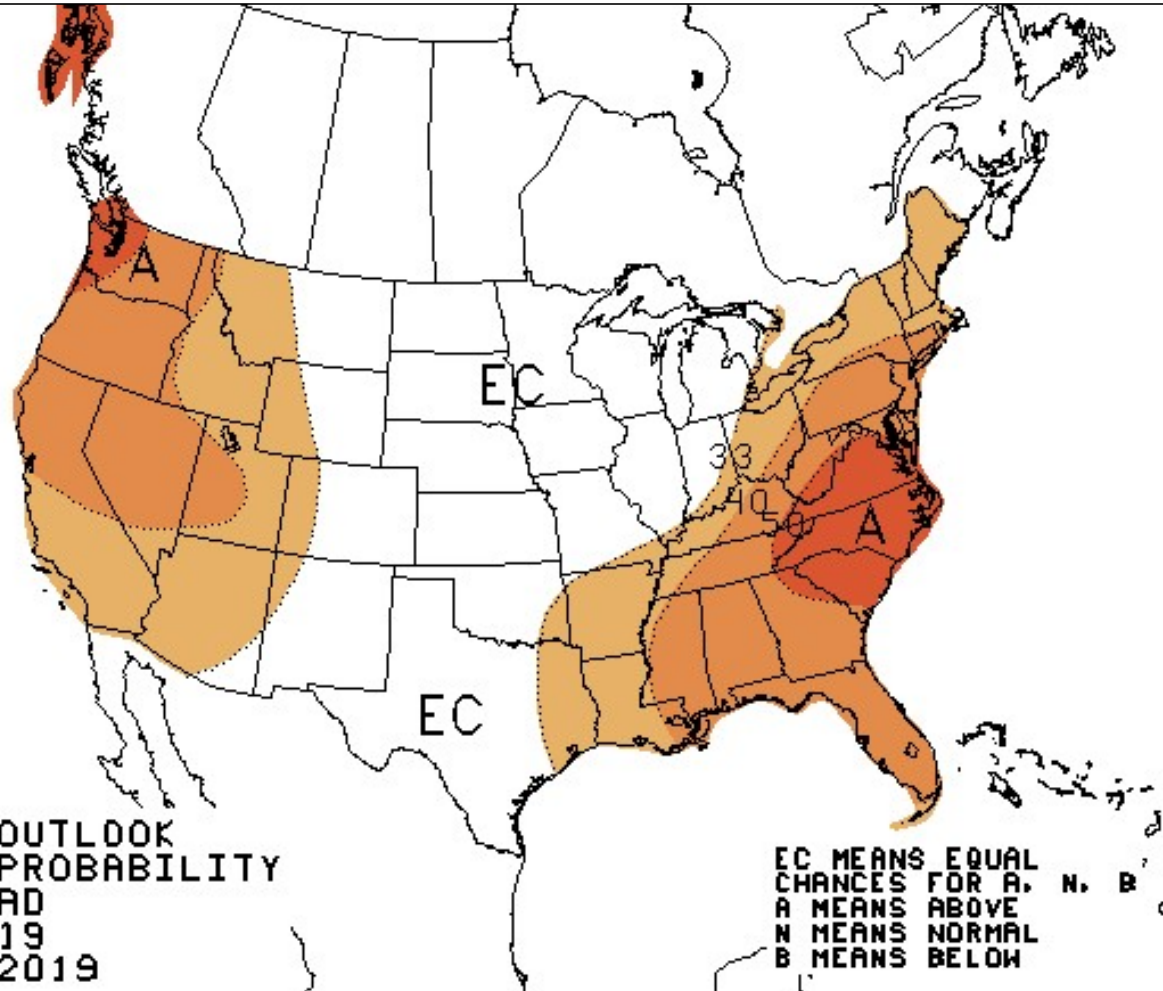 A
EC
33
40
50
A
EC
OUTLOOK
PROBABILITY
AD
19
2019
EC MEANS EQUAL
CHANCES FOR A, N, B
A MEANS ABOVE
N MEANS NORMAL
B MEANS BELOW